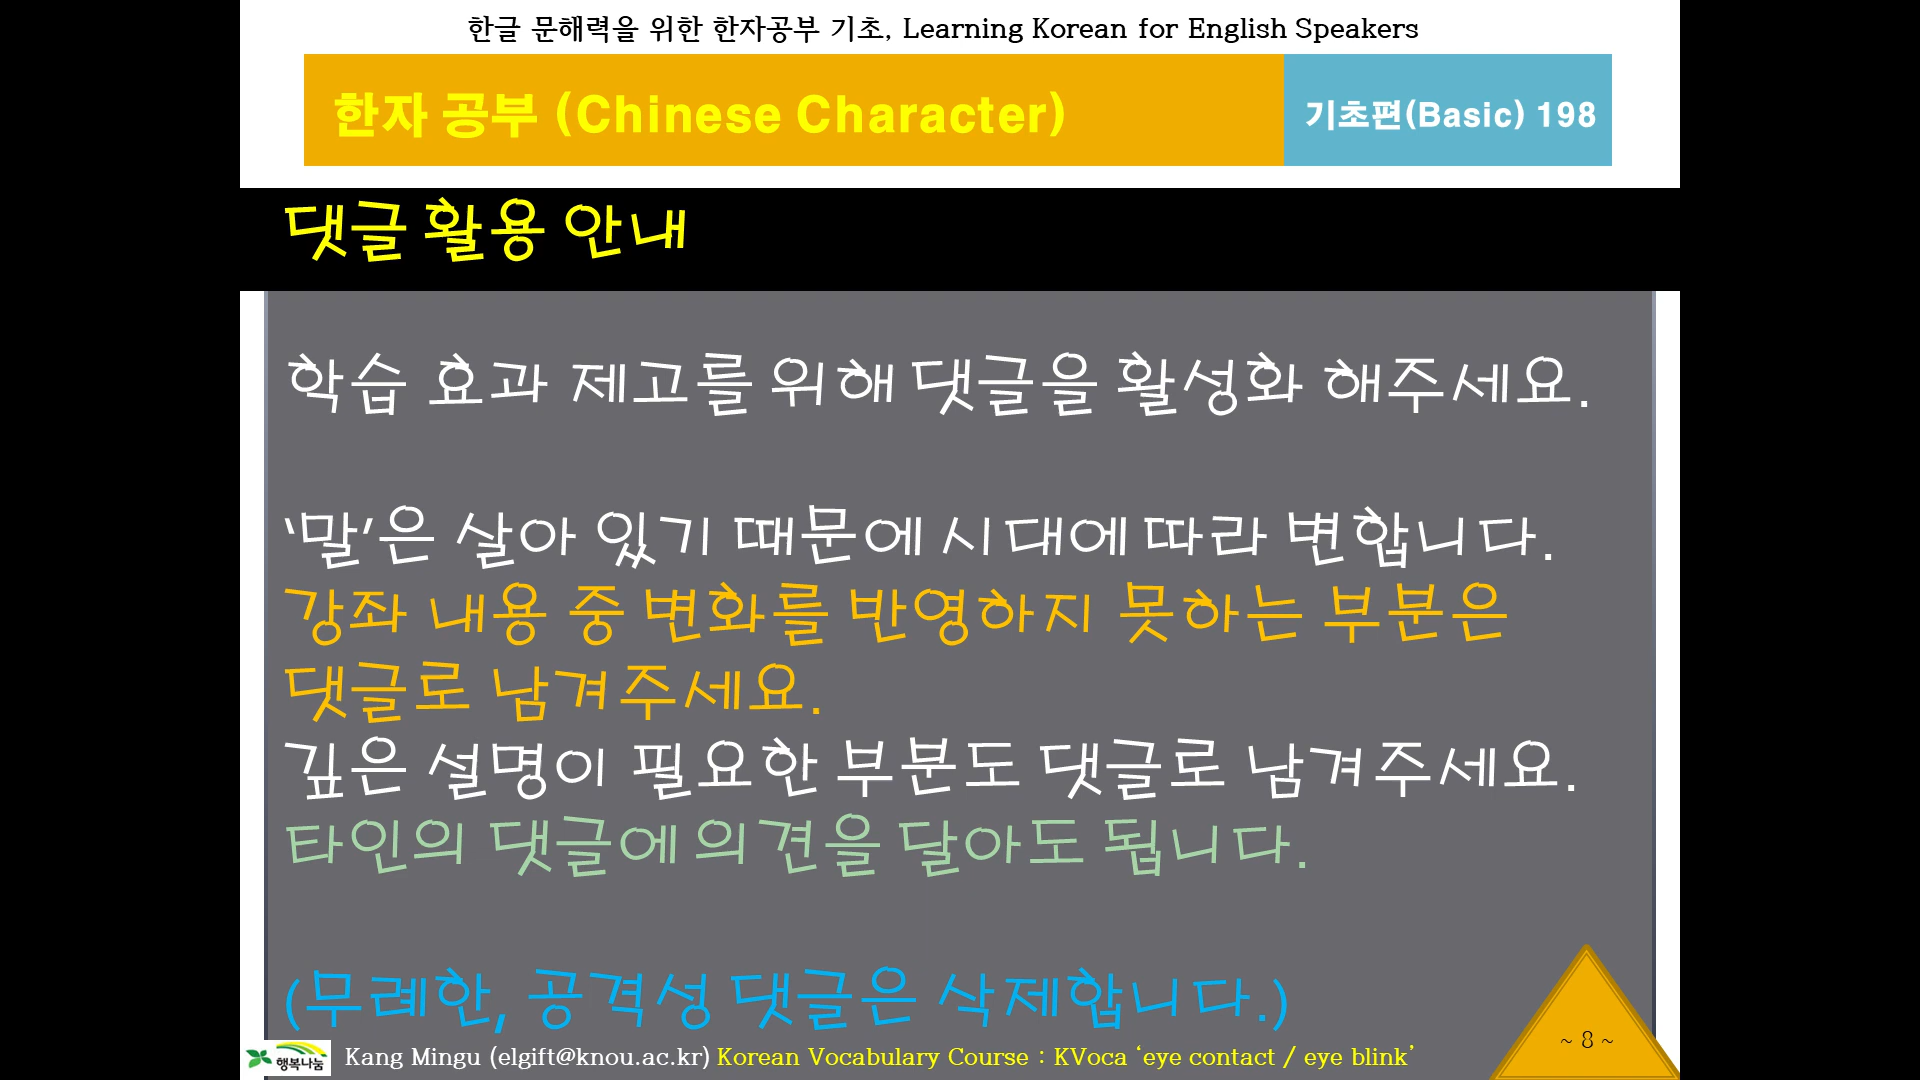 한글 문해력을 위한 한자공부 기초, Learning Korean for English Speakers
한자 공부 (Chinese Character)
기초편(Basic) 198
댓글 활용 안내
학습 효과 제고를 위해 댓글을 활성화 해주세요.
‘말’은 살아 있기 때문에 시대에 따라 변합니다.
강좌 내용 중 변화를 반영하지 못하는 부분은
댓글로 남겨주세요.
깊은 설명이 필요한 부분도 댓글로 남겨주세요.
타인의 댓글에 의견을 달아도 됩니다.
(무례한, 공격성 댓글은 삭제합니다.)
~ 8 ~
행복나눔
Kang Mingu (elgift@knou.ac.kr) Korean Vocabulary Course : KVoca ‘eye contact / eye blink’